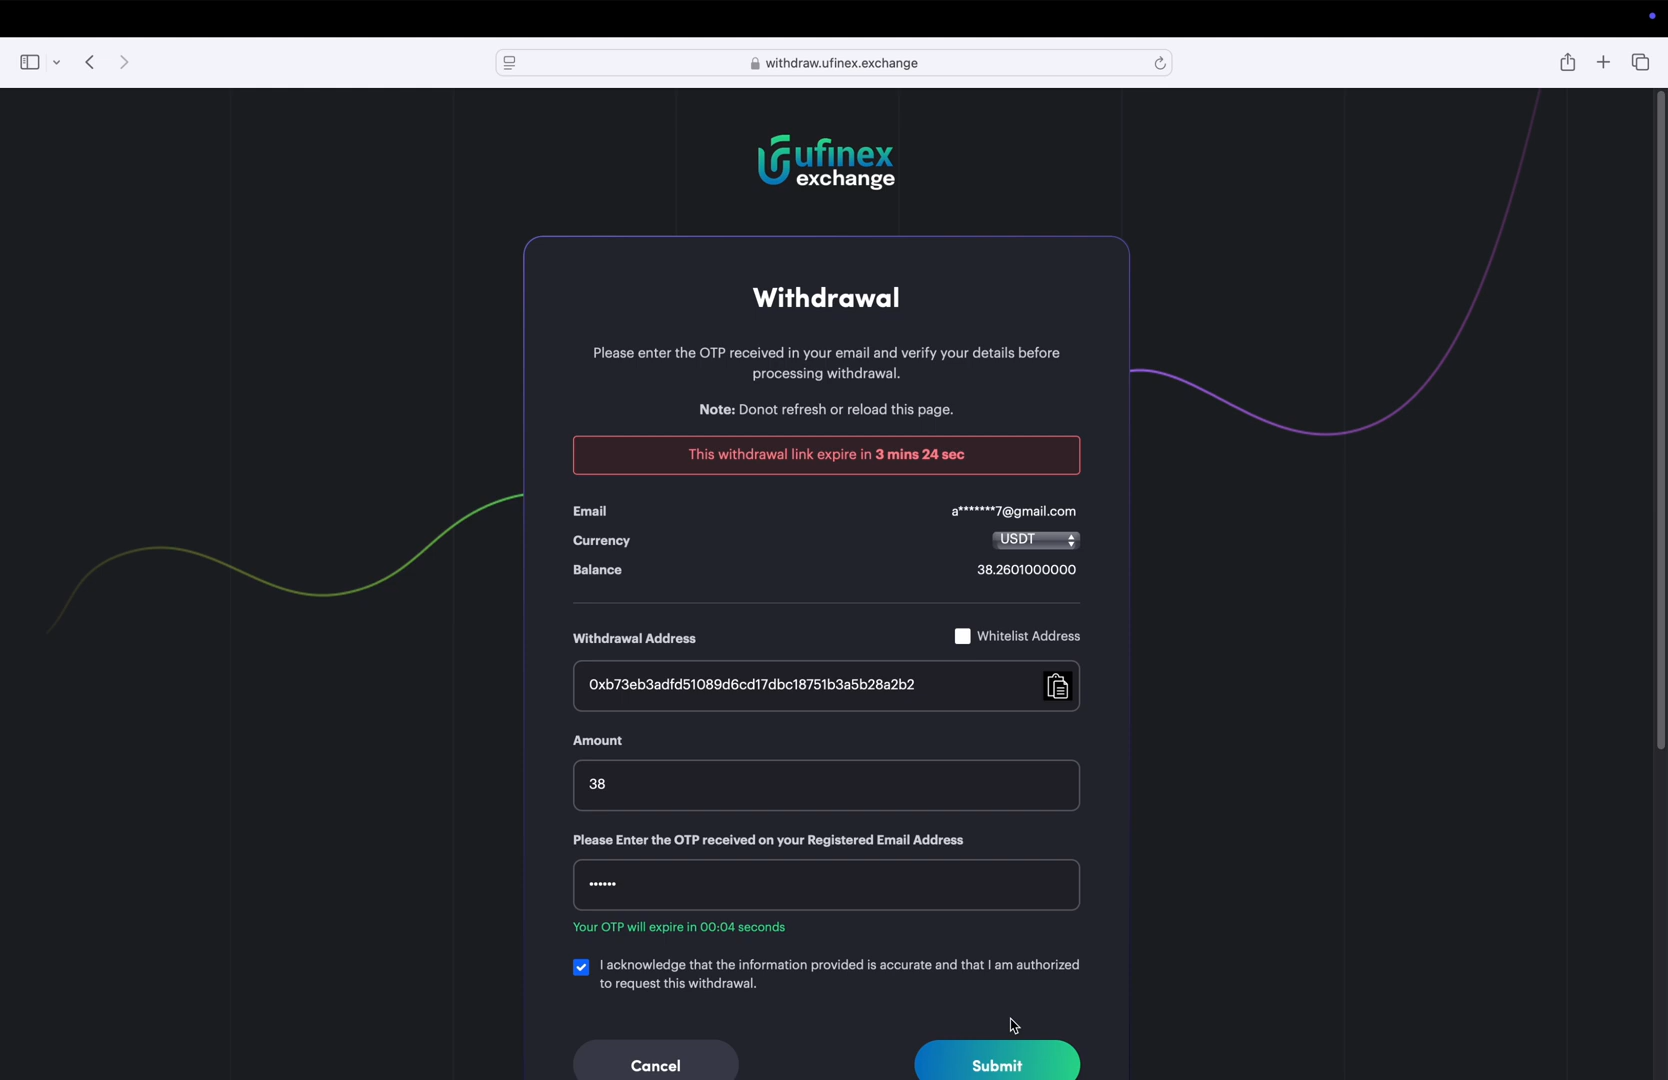 withdraw.ufinex.exchange
ufinex
exchange
Withdrawal
Please enter the OTP received in your email and verify your details before
processing withdrawal.
Note: Donot refresh or reload this page.
This withdrawal link expire in 3 mins 24 sec
Email a*******7@gmail.com
Currency USDT
Balance 38.2601000000
Withdrawal Address Whitelist Address
0xb73eb3adfd51089d6cd17dbc18751b3a5b28a2b2
Amount
38
Please Enter the OTP received on your Registered Email Address
••••••
Your OTP will expire in 00:04 seconds
I acknowledge that the information provided is accurate and that I am authorized
to request this withdrawal.
Cancel Submit